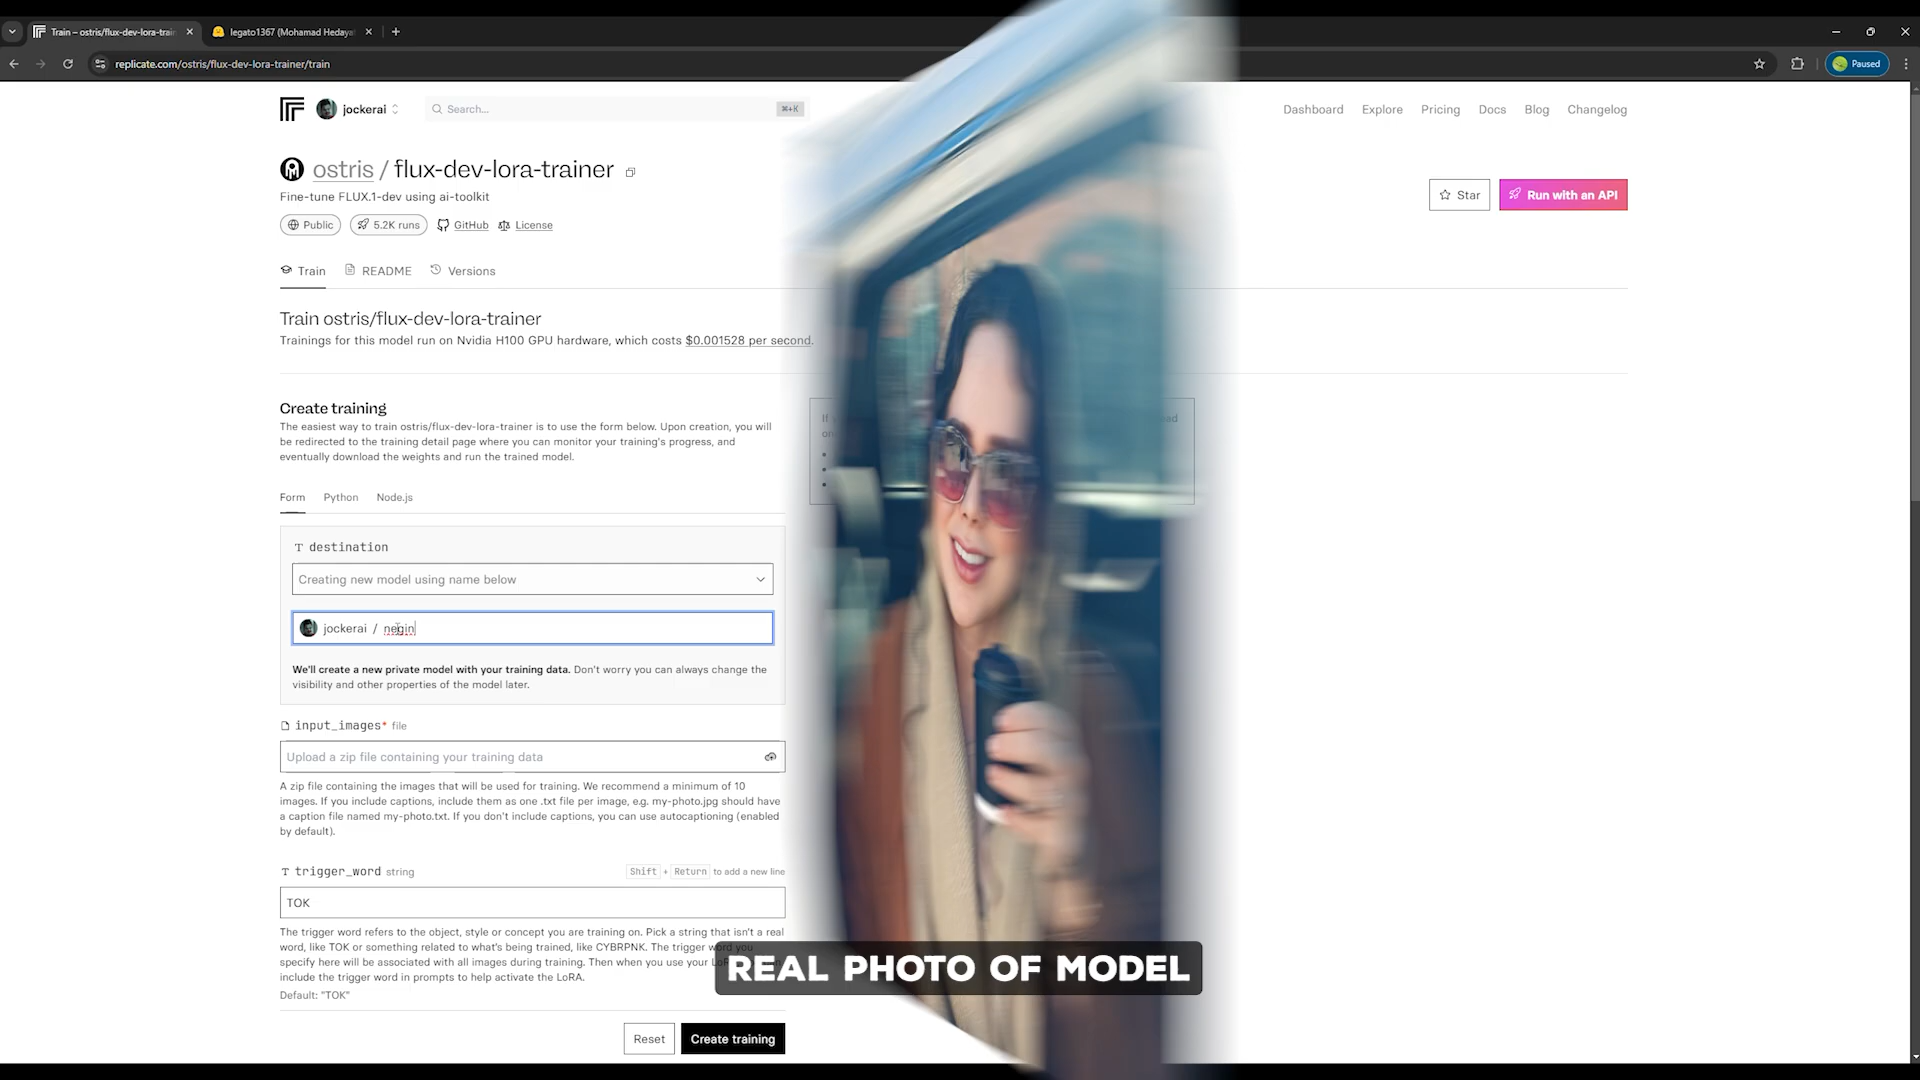 Train – ostris/flux-dev-lora-train
legato1367 (Mohamad Hedaya
replicate.com/ostris/flux-dev-lora-trainer/train
Paused
jockerai
Search...
⌘+K
Dashboard
Explore
Pricing
Docs
Blog
Changelog
ostris / flux-dev-lora-trainer
Fine-tune FLUX.1-dev using ai-toolkit
Star
Run with an API
Public
5.2K runs
GitHub
License
Train
README
Versions
Train ostris/flux-dev-lora-trainer
Trainings for this model run on Nvidia H100 GPU hardware, which costs $0.001528 per second.
Create training
The easiest way to train ostris/flux-dev-lora-trainer is to use the form below. Upon creation, you will
be redirected to the training detail page where you can monitor your training's progress, and
eventually download the weights and run the trained model.
Form
Python
Node.js
T destination
Creating new model using name below
jockerai / negin
We'll create a new private model with your training data. Don't worry you can always change the
visibility and other properties of the model later.
input_images* file
Upload a zip file containing your training data
A zip file containing the images that will be used for training. We recommend a minimum of 10
images. If you include captions, include them as one .txt file per image, e.g. my-photo.jpg should have
a caption file named my-photo.txt. If you don't include captions, you can use autocaptioning (enabled
by default).
T trigger_word string
Shift + Return to add a new line
TOK
The trigger word refers to the object, style or concept you are training on. Pick a string that isn't a real
word, like TOK or something related to what's being trained, like CYBRPNK. The trigger word you
specify here will be associated with all images during training. Then when you use your
include the trigger word in prompts to help activate the LoRA.
Default: "TOK"
REAL PHOTO OF MODEL
Reset
Create training